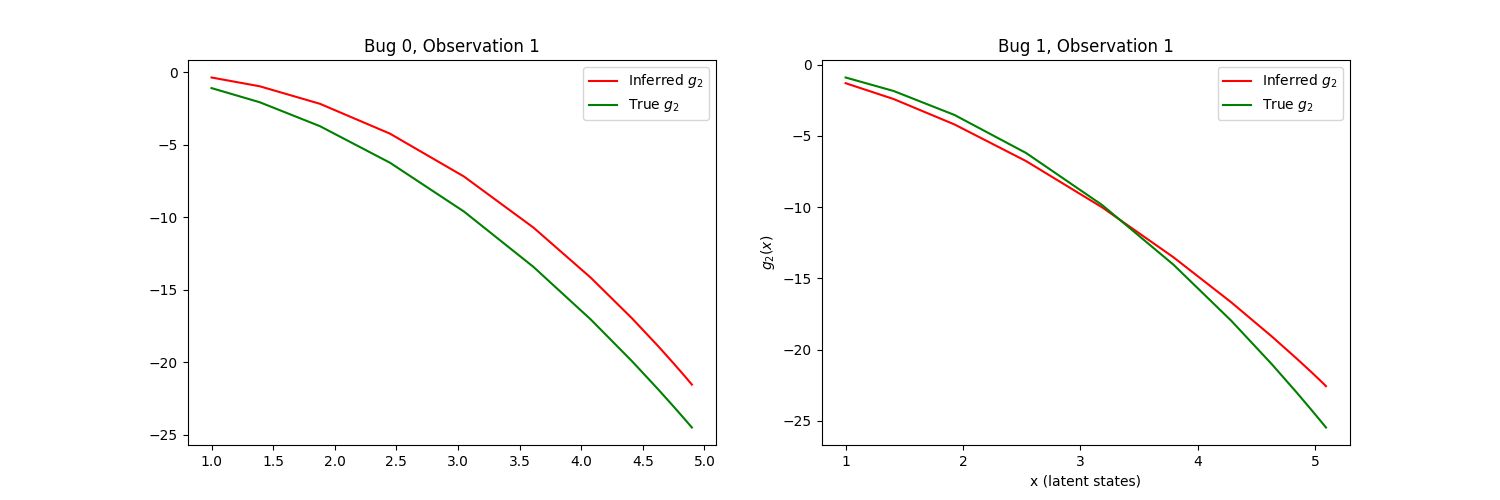 Bug 0, Observation 1
Inferred g₂
True g₂
0
−5
−10
−15
−20
−25
1.0 1.5 2.0 2.5 3.0 3.5 4.0 4.5 5.0
Bug 1, Observation 1
Inferred g₂
True g₂
g₂(x)
0
−5
−10
−15
−20
−25
1 2 3 4 5
x (latent states)